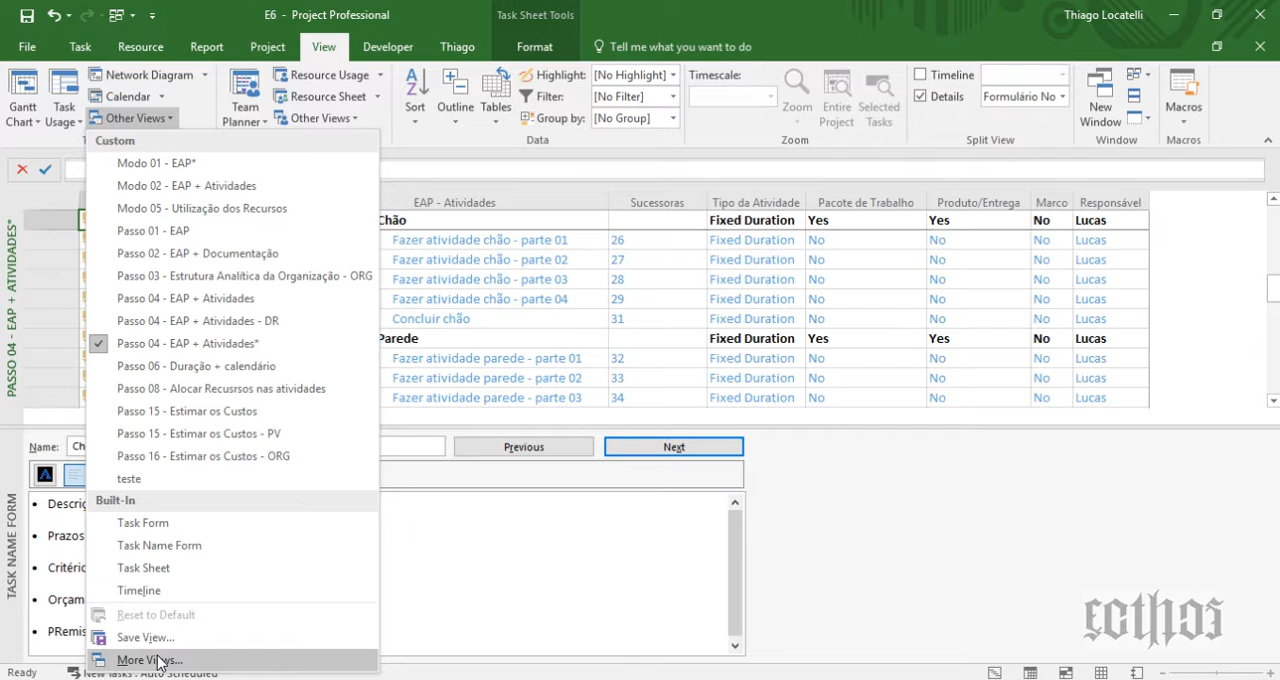 E6 - Project Professional
Task Sheet Tools
Thiago Locatelli
File Task Resource Report Project View Developer Thiago Format Tell me what you want to do
Gantt Chart
Task Usage
Network Diagram
Calendar
Other Views
Team Planner
Resource Usage
Resource Sheet
Other Views
Sort
Outline
Tables
Highlight: [No Highlight]
Filter: [No Filter]
Group by: [No Group]
Data
Timescale:
Zoom
Entire Project
Selected Tasks
Zoom
Timeline
Details Formulário No
Split View
New Window
Window
Macros
Macros
Custom
Modo 01 - EAP*
Modo 02 - EAP + Atividades
Modo 05 - Utilização dos Recursos
Passo 01 - EAP
Passo 02 - EAP + Documentação
Passo 03 - Estrutura Analítica da Organização - ORG
Passo 04 - EAP + Atividades
Passo 04 - EAP + Atividades - DR
Passo 04 - EAP + Atividades*
Passo 06 - Duração + calendário
Passo 08 - Alocar Recusrsos nas atividades
Passo 15 - Estimar os Custos
Passo 15 - Estimar os Custos - PV
Passo 16 - Estimar os Custos - ORG
teste
Built-In
Task Form
Task Name Form
Task Sheet
Timeline
Reset to Default
Save View...
More Views...
PASSO 04 - EAP + ATIVIDADES*
EAP - Atividades Sucessoras Tipo da Atividade Pacote de Trabalho Produto/Entrega Marco Responsável
Chão Fixed Duration Yes Yes No Lucas
Fazer atividade chão - parte 01 26 Fixed Duration No No No Lucas
Fazer atividade chão - parte 02 27 Fixed Duration No No No Lucas
Fazer atividade chão - parte 03 28 Fixed Duration No No No Lucas
Fazer atividade chão - parte 04 29 Fixed Duration No No No Lucas
Concluir chão 31 Fixed Duration No No No Lucas
Parede Fixed Duration Yes Yes No Lucas
Fazer atividade parede - parte 01 32 Fixed Duration No No No Lucas
Fazer atividade parede - parte 02 33 Fixed Duration No No No Lucas
Fazer atividade parede - parte 03 34 Fixed Duration No No No Lucas
TASK NAME FORM
Name: Ch Previous Next
Descriç
Prazos
Critéric
Orçam
PRemis
Ready New Tasks : Auto Scheduled